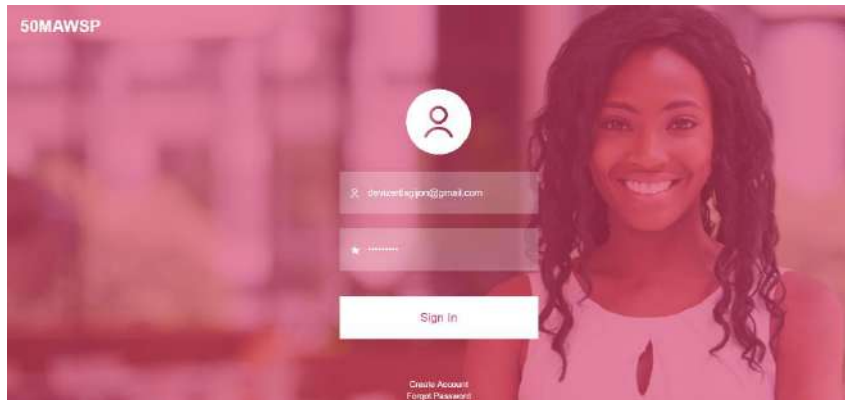 50MAWSP
•••••••••
Sign In
Create Account
Forgot Password